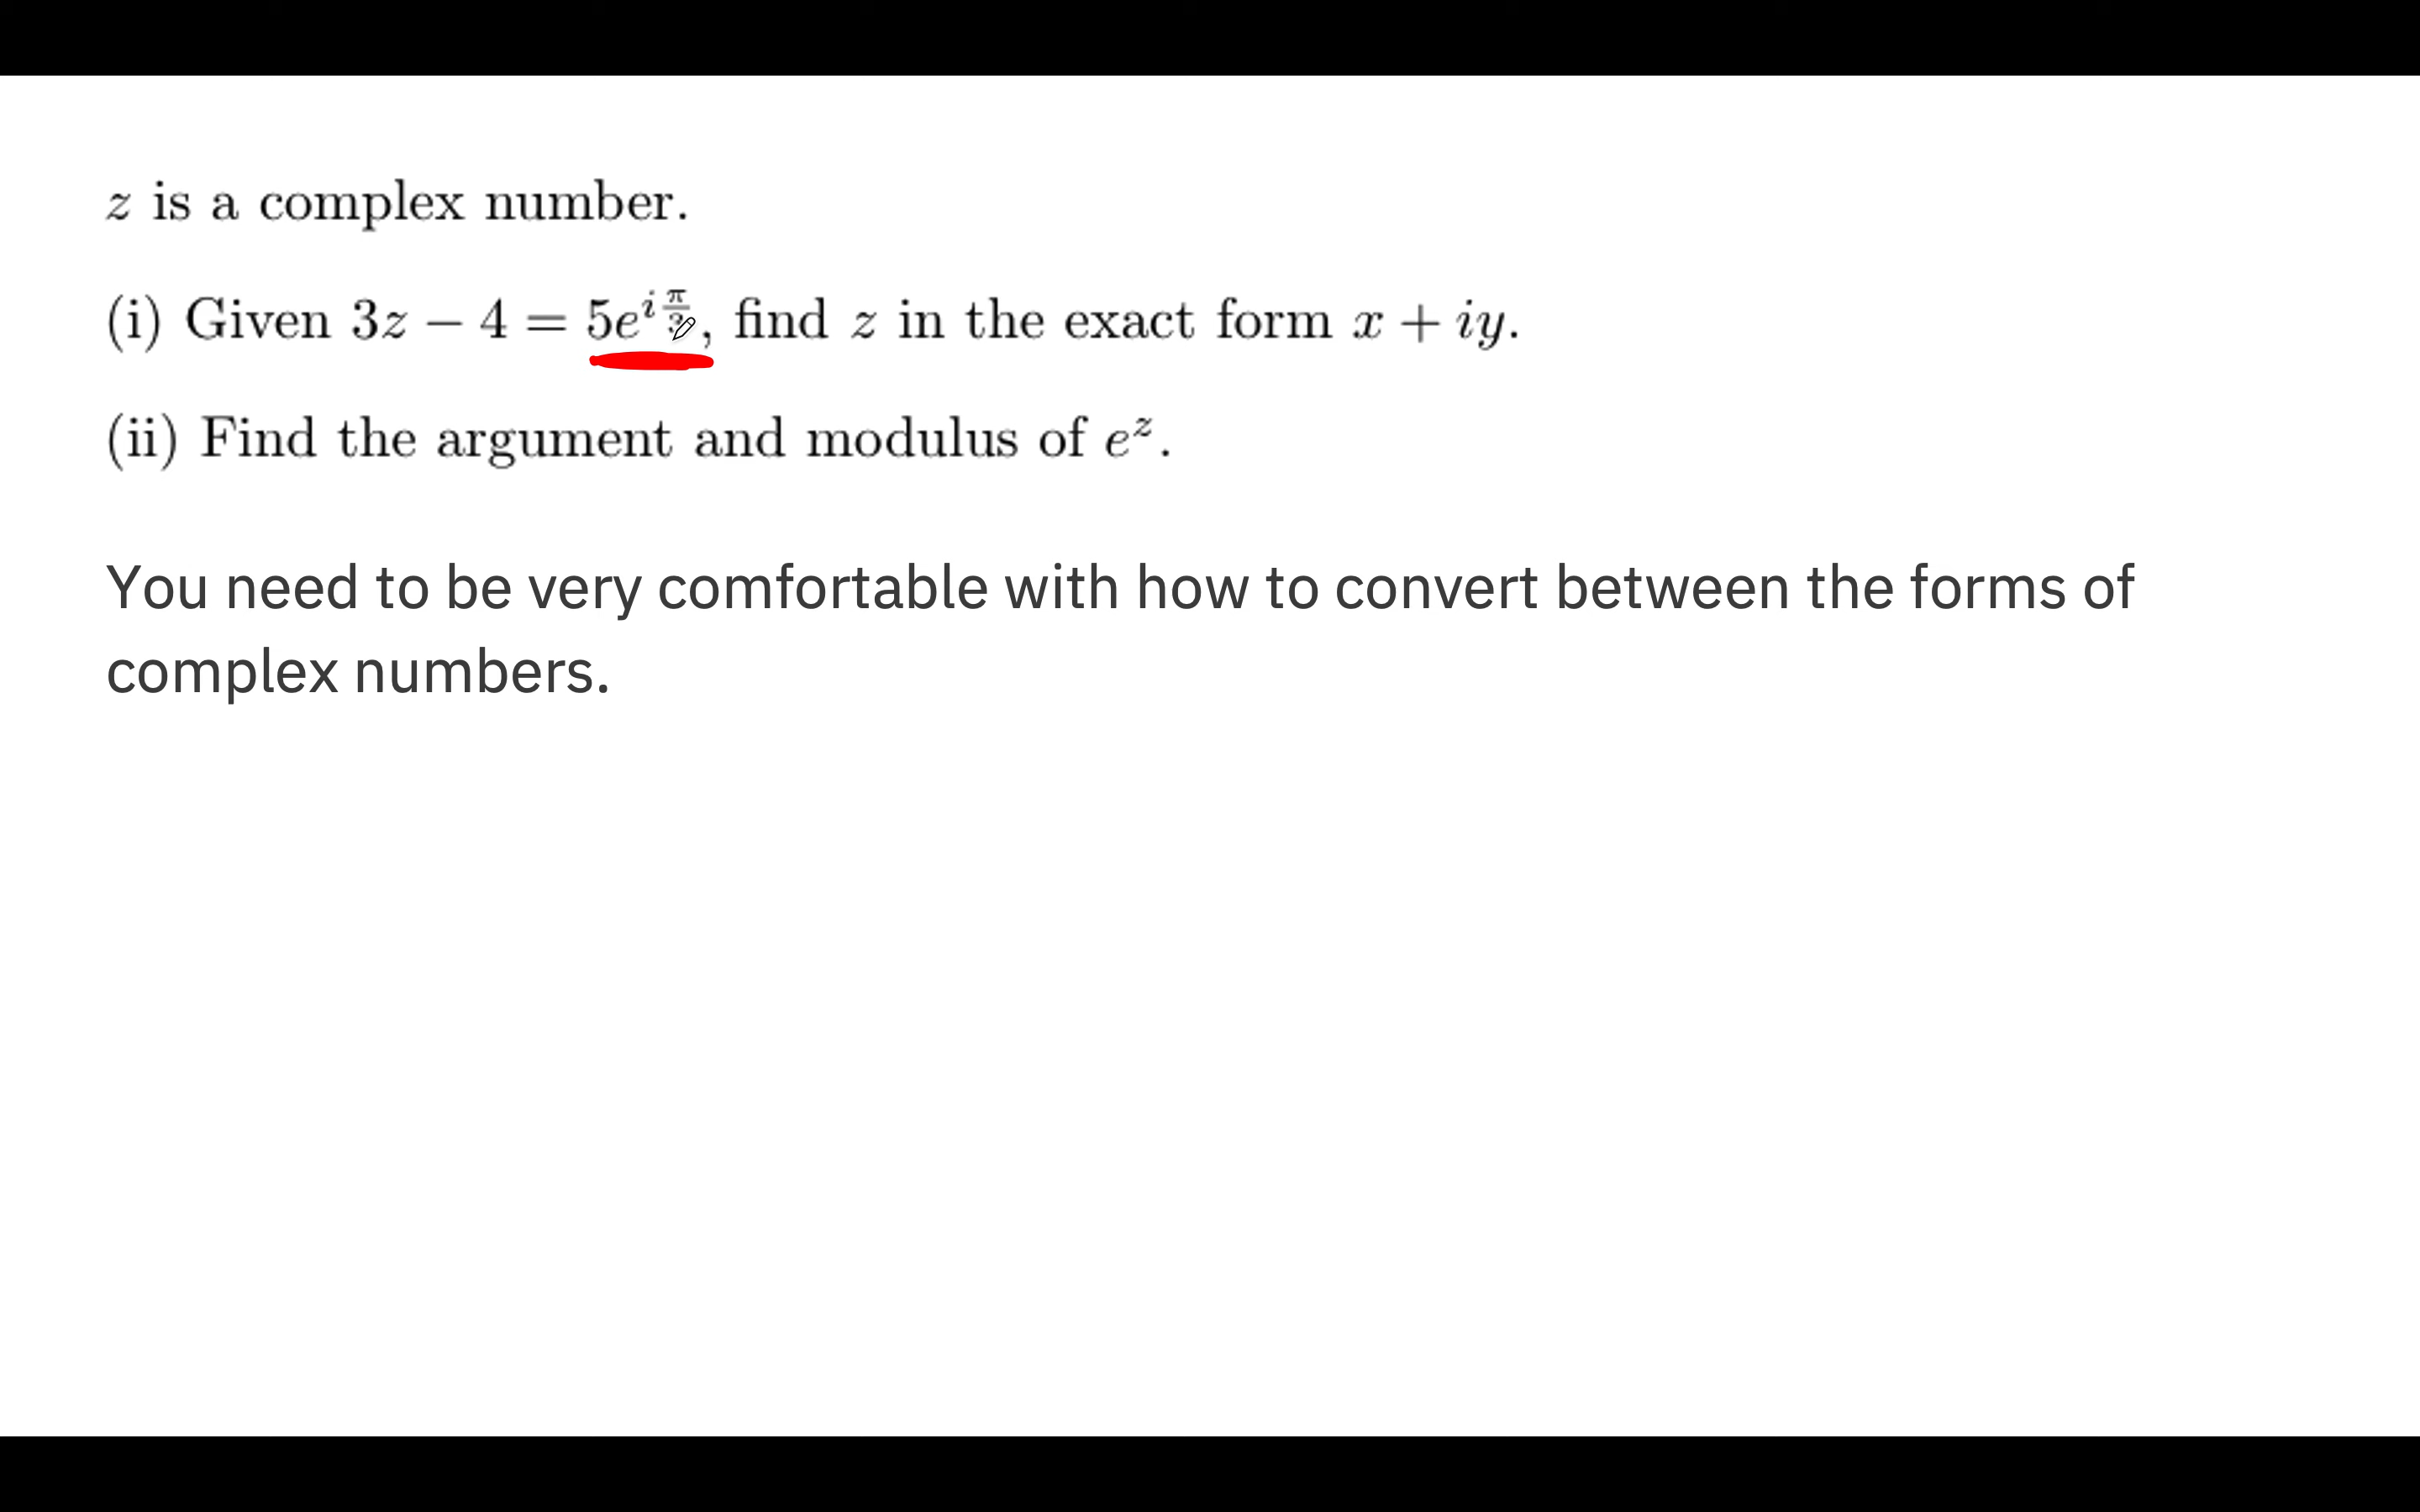 z is a complex number.
(i) Given 3z − 4 = 5e^{i\frac{π}{3}}, find z in the exact form x + iy.
(ii) Find the argument and modulus of e^z.
You need to be very comfortable with how to convert between the forms of
complex numbers.